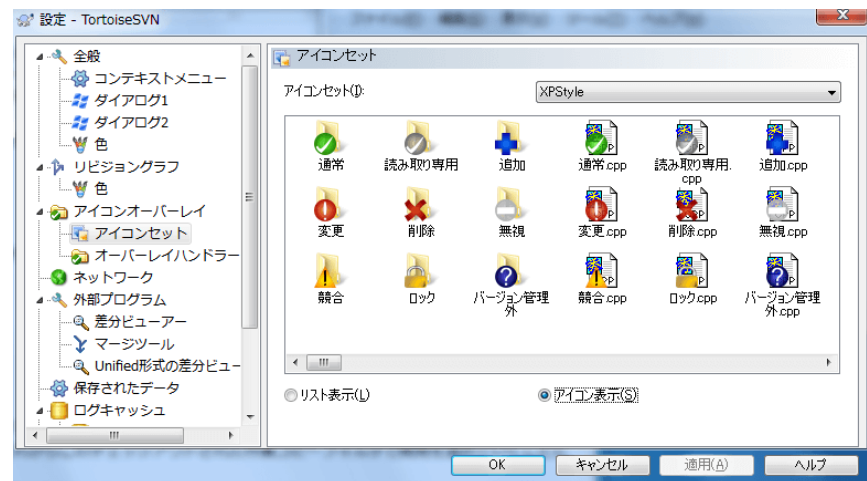 設定 - TortoiseSVN
全般
コンテキストメニュー
ダイアログ1
ダイアログ2
色
リビジョングラフ
色
アイコンオーバーレイ
アイコンセット
オーバーレイハンドラー
ネットワーク
外部プログラム
差分ビューアー
マージツール
Unified形式の差分ビュー
保存されたデータ
ログキャッシュ
アイコンセット
アイコンセット(I):
XPStyle
通常 読み取り専用 追加 通常.cpp 読み取り専用.cpp 追加.cpp
変更 削除 無視 変更.cpp 削除.cpp 無視.cpp
競合 ロック バージョン管理外 競合.cpp ロック.cpp バージョン管理外.cpp
リスト表示(L) アイコン表示(S)
OK キャンセル 適用(A) ヘルプ